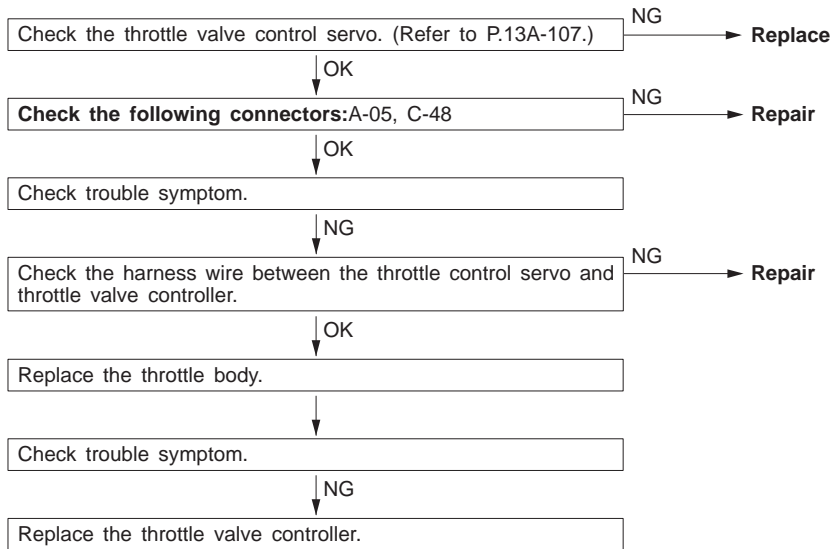 Check the throttle valve control servo. (Refer to P.13A-107.)
NG
Replace
OK
Check the following connectors:A-05, C-48
NG
Repair
OK
Check trouble symptom.
NG
Check the harness wire between the throttle control servo and
throttle valve controller.
NG
Repair
OK
Replace the throttle body.
Check trouble symptom.
NG
Replace the throttle valve controller.